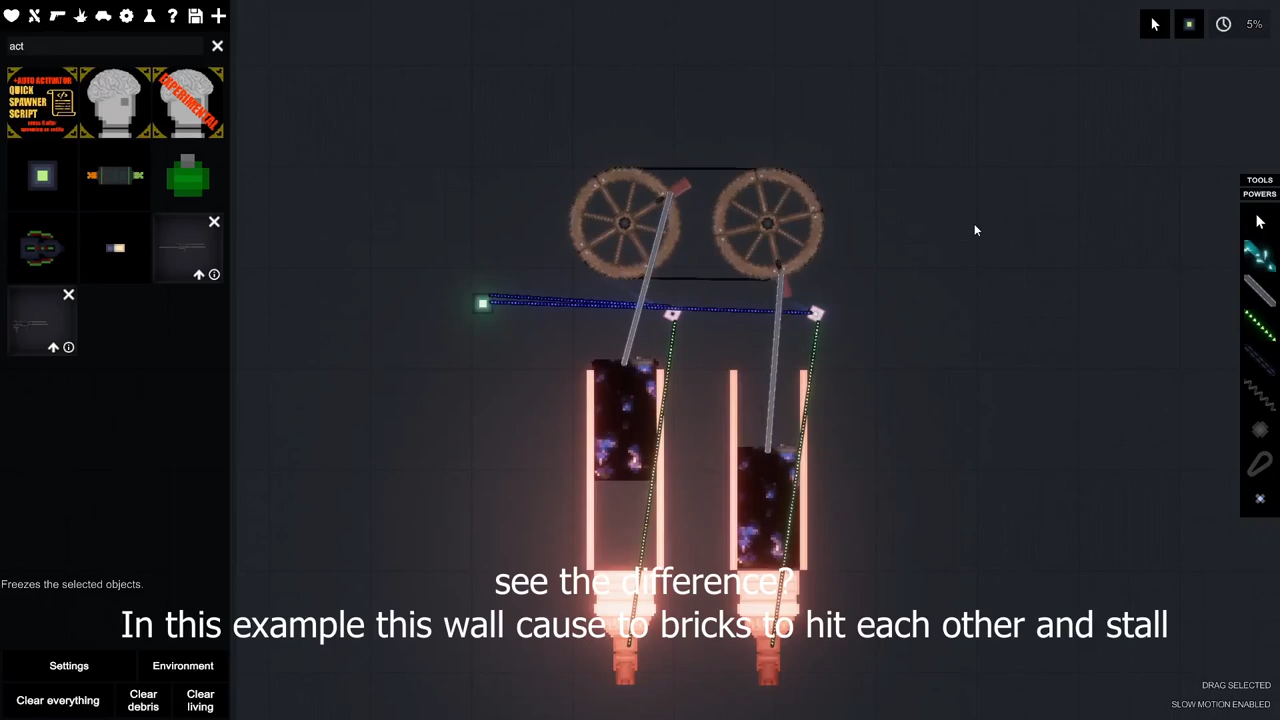 5%
act
+AUTO ACTIVATOR
QUICK
SPAWNER
SCRIPT
EXPERIMENTAL
TOOLS
POWERS
Freezes the selected objects.
see the difference?
In this example this wall cause to bricks to hit each other and stall
Settings
Environment
Clear everything
Clear
debris
Clear
living
DRAG SELECTED
SLOW MOTION ENABLED